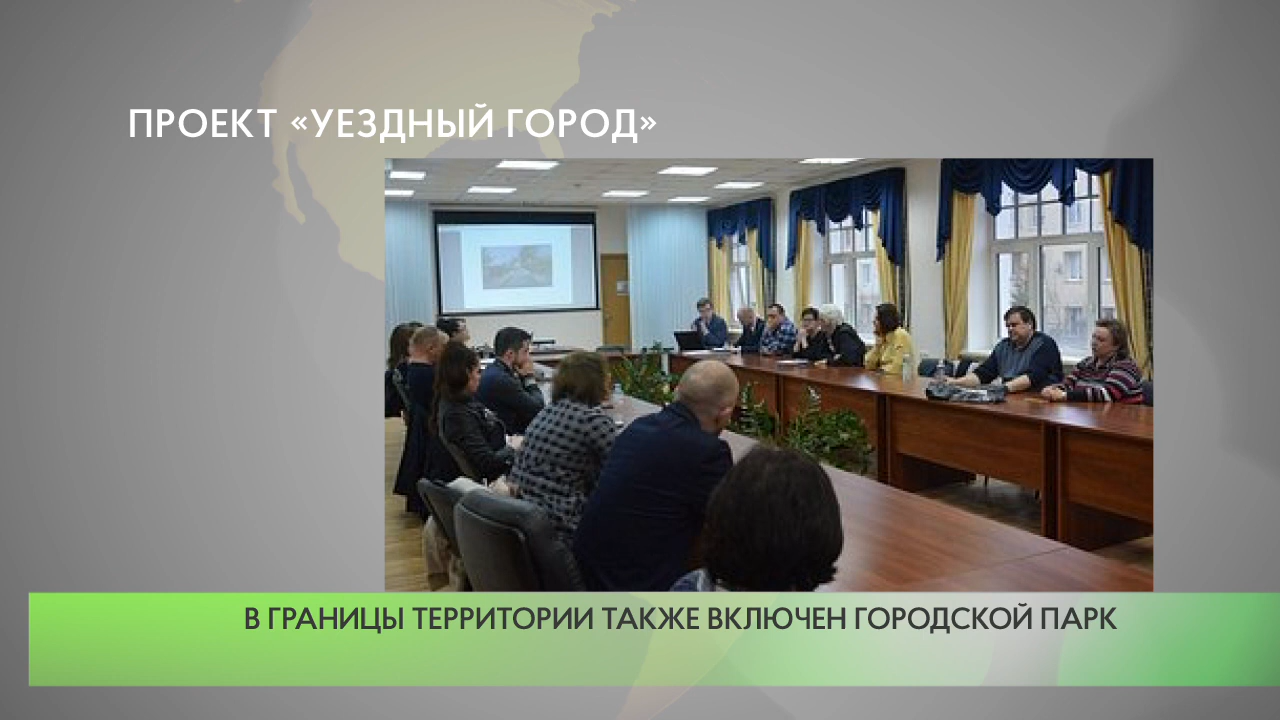 ПРОЕКТ «УЕЗДНЫЙ ГОРОД»
В ГРАНИЦЫ ТЕРРИТОРИИ ТАКЖЕ ВКЛЮЧЕН ГОРОДСКОЙ ПАРК